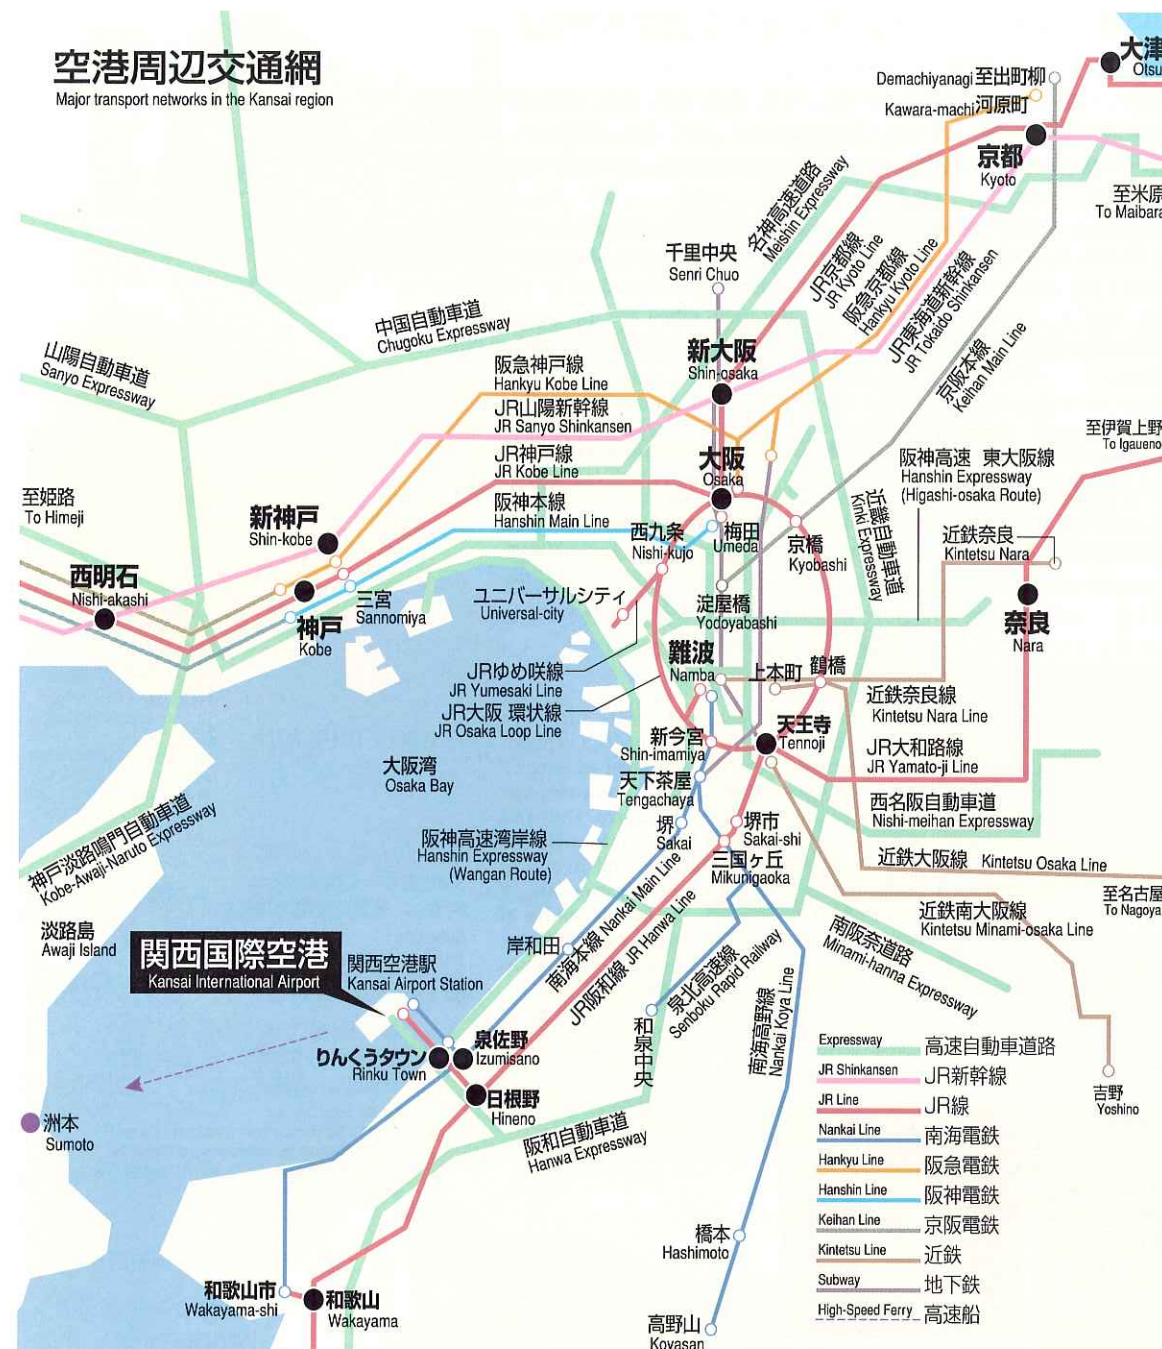 空港周辺交通網
Major transport networks in the Kansai region
大津
Otsu
Demachiyanagi 至出町柳
Kawara-machi 河原町
京都
Kyoto
至米原
To Maibara
名神高速道路
Meishin Expressway
千里中央
Senri Chuo
JR京都線
JR Kyoto Line
阪急京都線
Hankyu Kyoto Line
JR東海道新幹線
JR Tokaido Shinkansen
京阪本線
Keihan Main Line
中国自動車道
Chugoku Expressway
山陽自動車道
Sanyo Expressway
新大阪
Shin-osaka
阪急神戸線
Hankyu Kobe Line
JR山陽新幹線
JR Sanyo Shinkansen
JR神戸線
JR Kobe Line
阪神本線
Hanshin Main Line
大阪
Osaka
至伊賀上野
To Igaueno
阪神高速 東大阪線
Hanshin Expressway
(Higashi-osaka Route)
近畿自動車道
Kinki Expressway
至姫路
To Himeji
新神戸
Shin-kobe
西九条
Nishi-kujo
梅田
Umeda
京橋
Kyobashi
近鉄奈良
Kintetsu Nara
西明石
Nishi-akashi
三宮
Sannomiya
神戸
Kobe
ユニバーサルシティ
Universal-city
淀屋橋
Yodoyabashi
奈良
Nara
難波
Namba
上本町
鶴橋
JRゆめ咲線
JR Yumesaki Line
JR大阪 環状線
JR Osaka Loop Line
近鉄奈良線
Kintetsu Nara Line
新今宮
Shin-imamiya
天王寺
Tennoji
JR大和路線
JR Yamato-ji Line
大阪湾
Osaka Bay
天下茶屋
Tengachaya
西名阪自動車道
Nishi-meihan Expressway
堺
Sakai
堺市
Sakai-shi
阪神高速湾岸線
Hanshin Expressway
(Wangan Route)
三国ヶ丘
Mikunigaoka
近鉄大阪線 Kintetsu Osaka Line
神戸淡路鳴門自動車道
Kobe-Awaji-Naruto Expressway
至名古屋
To Nagoya
近鉄南大阪線
Kintetsu Minami-osaka Line
淡路島
Awaji Island
南阪奈道路
Minami-hanna Expressway
岸和田
南海本線 Nankai Main Line
JR阪和線 JR Hanwa Line
関西国際空港
Kansai International Airport
関西空港駅
Kansai Airport Station
泉北高速線
Senboku Rapid Railway
南海高野線
Nankai Koya Line
和泉中央
りんくうタウン
Rinku Town
泉佐野
Izumisano
日根野
Hineno
阪和自動車道
Hanwa Expressway
洲本
Sumoto
吉野
Yoshino
橋本
Hashimoto
和歌山市
Wakayama-shi
和歌山
Wakayama
高野山
Koyasan
Expressway 高速自動車道路
JR Shinkansen JR新幹線
JR Line JR線
Nankai Line 南海電鉄
Hankyu Line 阪急電鉄
Hanshin Line 阪神電鉄
Keihan Line 京阪電鉄
Kintetsu Line 近鉄
Subway 地下鉄
High-Speed Ferry 高速船